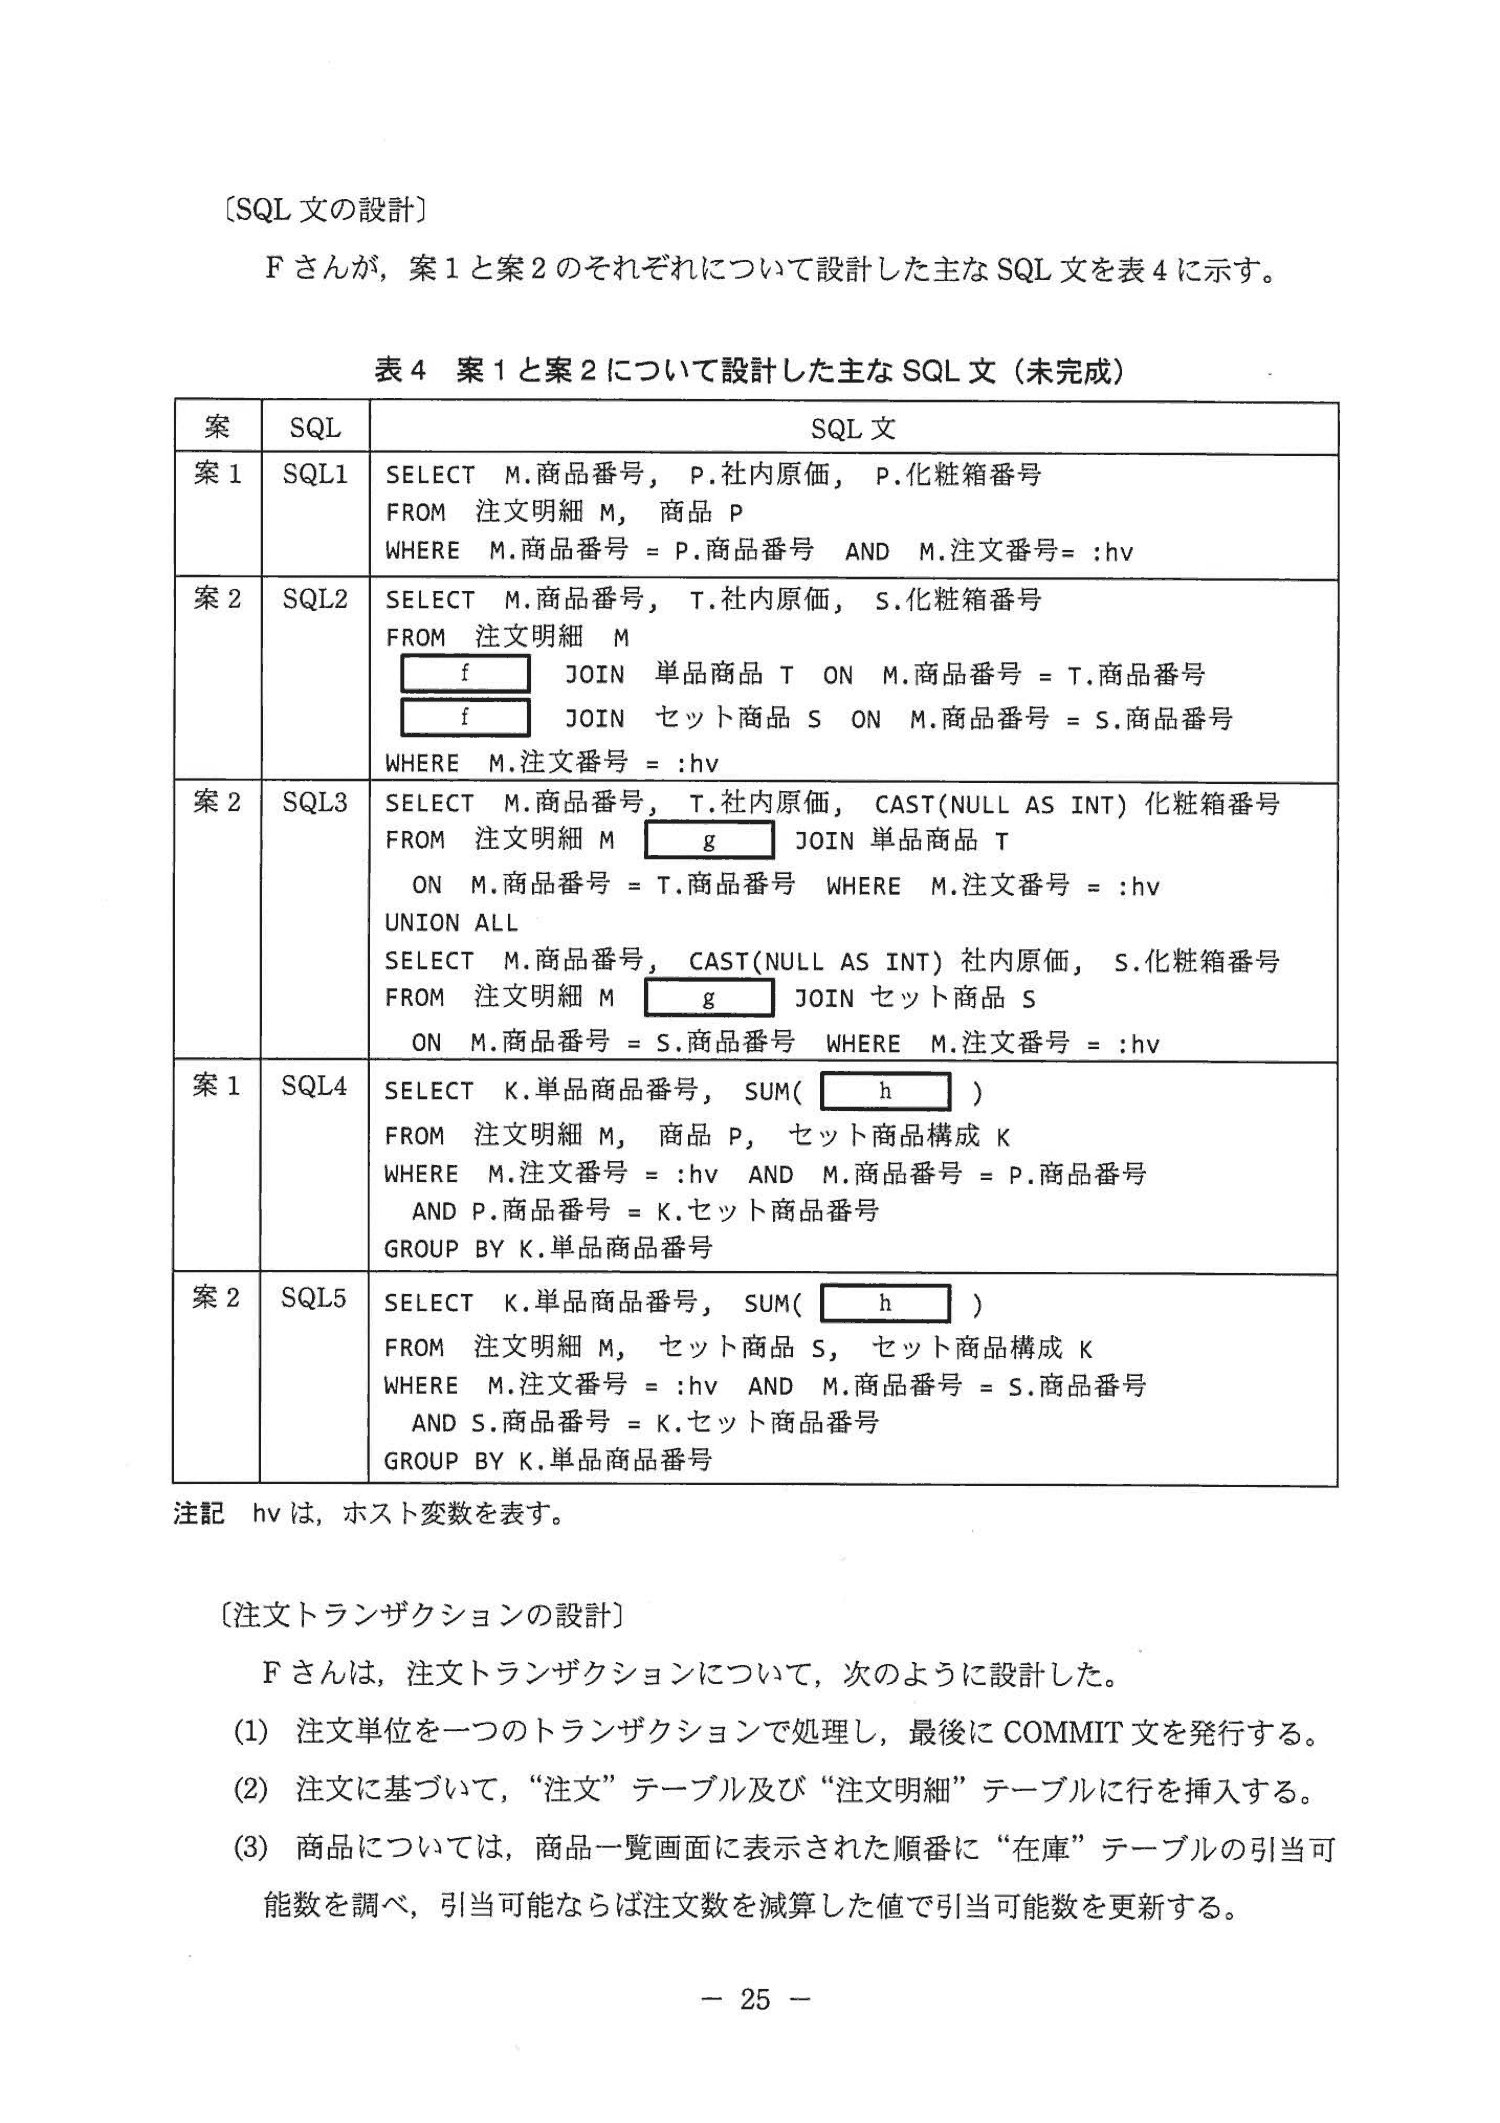 〔SQL 文の設計〕
F さんが，案 1 と案 2 のそれぞれについて設計した主な SQL 文を表 4 に示す。
表 4　案 1 と案 2 について設計した主な SQL 文（未完成）
案　SQL　SQL 文
案 1　SQL1　SELECT　M.商品番号，　P.社内原価，　P.化粧箱番号
FROM　注文明細 M，　商品 P
WHERE　M.商品番号 = P.商品番号　AND　M.注文番号= :hv
案 2　SQL2　SELECT　M.商品番号，　T.社内原価，　S.化粧箱番号
FROM　注文明細　M
f　JOIN　単品商品 T　ON　M.商品番号 = T.商品番号
f　JOIN　セット商品 S　ON　M.商品番号 = S.商品番号
WHERE　M.注文番号 = :hv
案 2　SQL3　SELECT　M.商品番号，　T.社内原価，　CAST(NULL AS INT) 化粧箱番号
FROM　注文明細 M　g　JOIN 単品商品 T
ON　M.商品番号 = T.商品番号　WHERE　M.注文番号 = :hv
UNION ALL
SELECT　M.商品番号，　CAST(NULL AS INT) 社内原価，　S.化粧箱番号
FROM　注文明細 M　g　JOIN セット商品 S
ON　M.商品番号 = S.商品番号　WHERE　M.注文番号 = :hv
案 1　SQL4　SELECT　K.単品商品番号，　SUM(　h　)
FROM　注文明細 M，　商品 P，　セット商品構成 K
WHERE　M.注文番号 = :hv　AND　M.商品番号 = P.商品番号
AND P.商品番号 = K.セット商品番号
GROUP BY K.単品商品番号
案 2　SQL5　SELECT　K.単品商品番号，　SUM(　h　)
FROM　注文明細 M，　セット商品 S，　セット商品構成 K
WHERE　M.注文番号 = :hv　AND　M.商品番号 = S.商品番号
AND S.商品番号 = K.セット商品番号
GROUP BY K.単品商品番号
注記　hv は，ホスト変数を表す。
〔注文トランザクションの設計〕
F さんは，注文トランザクションについて，次のように設計した。
(1)　注文単位を一つのトランザクションで処理し，最後に COMMIT 文を発行する。
(2)　注文に基づいて，“注文” テーブル及び “注文明細” テーブルに行を挿入する。
(3)　商品については，商品一覧画面に表示された順番に “在庫” テーブルの引当可
能数を調べ，引当可能ならば注文数を減算した値で引当可能数を更新する。
－ 25 －